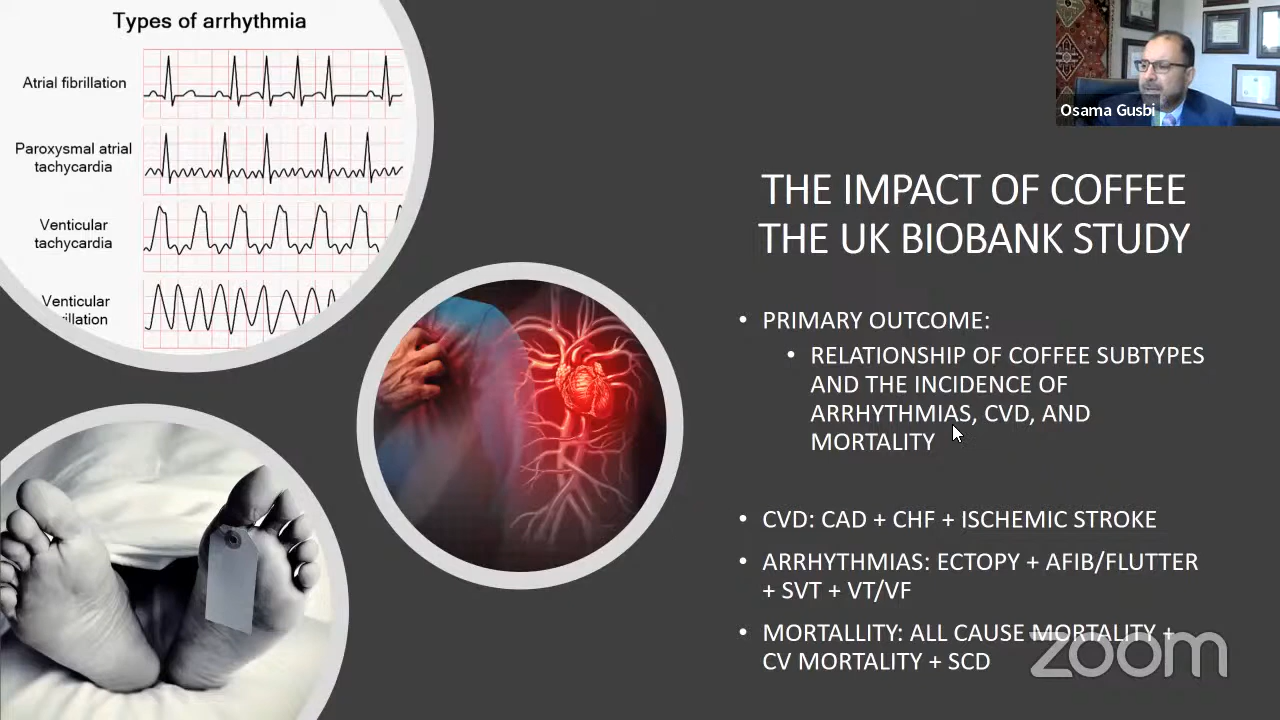 Types of arrhythmia
Atrial fibrillation
Paroxysmal atrial
tachycardia
Venticular
tachycardia
Venticular
illation
Osama Gusbi
THE IMPACT OF COFFEE
THE UK BIOBANK STUDY
• PRIMARY OUTCOME:
• RELATIONSHIP OF COFFEE SUBTYPES
AND THE INCIDENCE OF
ARRHYTHMIAS, CVD, AND
MORTALITY
• CVD: CAD + CHF + ISCHEMIC STROKE
• ARRHYTHMIAS: ECTOPY + AFIB/FLUTTER
+ SVT + VT/VF
• MORTALLITY: ALL CAUSE MORTALITY +
CV MORTALITY + SCD
zoom